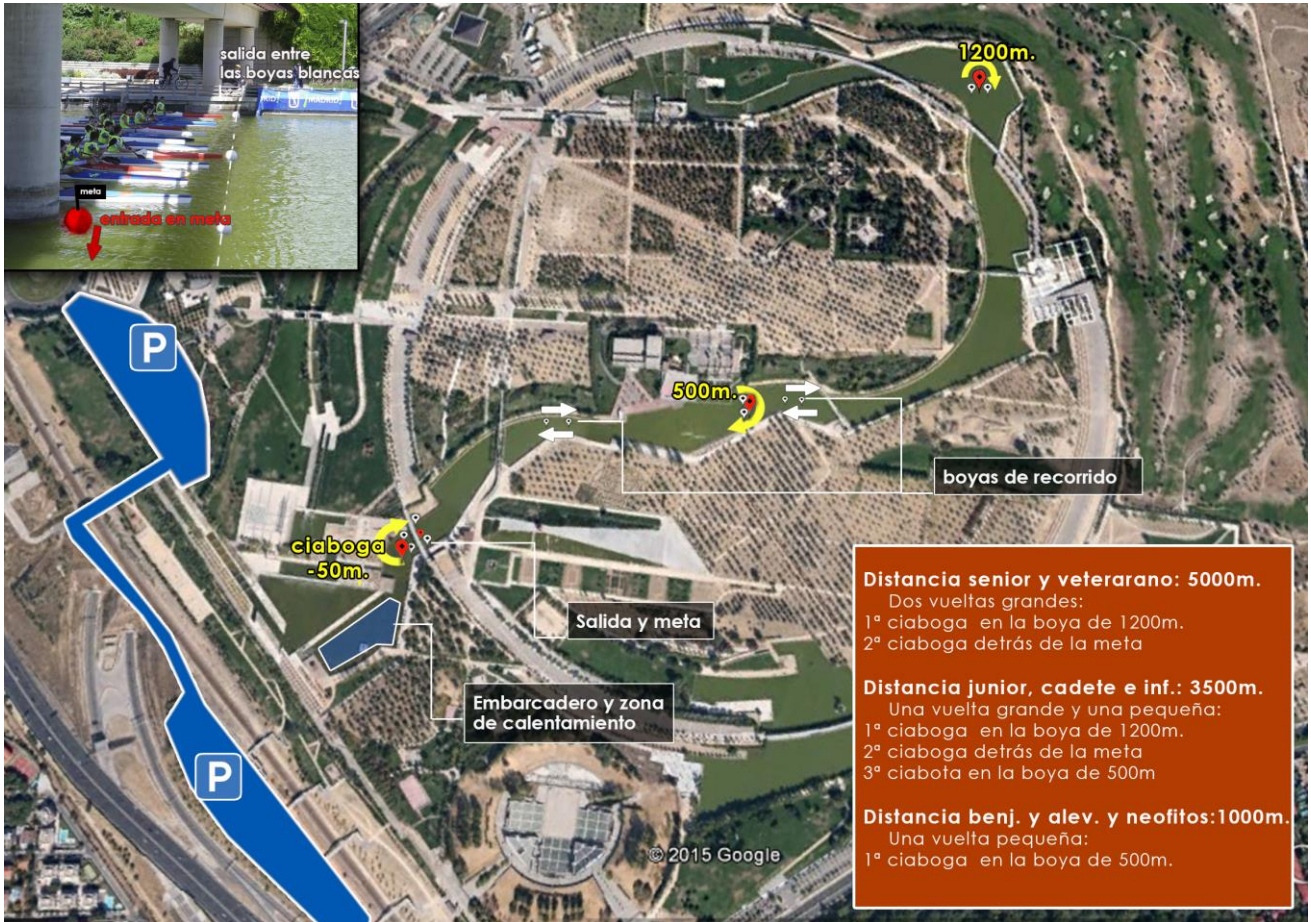 salida entre
las boyas blancas
MADRID
meta
entrada en meta
1200m.
P
500m.
boyas de recorrido
ciaboga
-50m.
Salida y meta
Embarcadero y zona
de calentamiento
P
© 2015 Google
Distancia senior y veterarano: 5000m.
Dos vueltas grandes:
1ª ciaboga en la boya de 1200m.
2ª ciaboga detrás de la meta
Distancia junior, cadete e inf.: 3500m.
Una vuelta grande y una pequeña:
1ª ciaboga en la boya de 1200m.
2ª ciaboga detrás de la meta
3ª ciabota en la boya de 500m
Distancia benj. y alev. y neofitos:1000m.
Una vuelta pequeña:
1ª ciaboga en la boya de 500m.